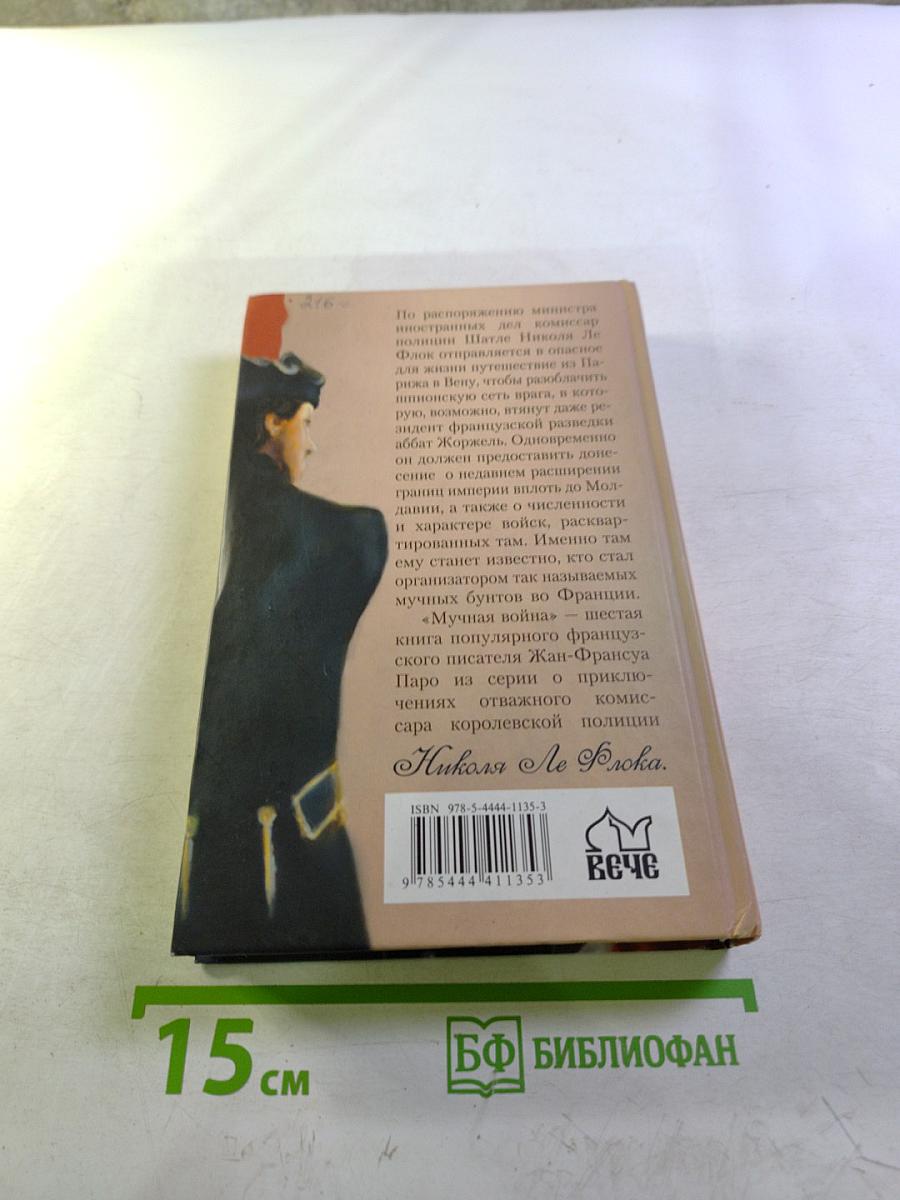 216-
По распоряжению министра
иностранных дел комиссар
полиции Шатле Николя Ле
Флок отправляется в опасное
для жизни путешествие из Па-
рижа в Вену, чтобы разоблачить
шпионскую сеть врага, в кото-
рую, возможно, втянут даже ре-
зидент французской разведки
аббат Жоржель. Одновременно
он должен предоставить доне-
сение о недавнем расширении
границ империи вплоть до Мол-
давии, а также о численности
и характере войск, расквар-
тированных там. Именно там
ему станет известно, кто стал
организатором так называемых
мучных бунтов во Франции.
«Мучная война» — шестая
книга популярного француз-
ского писателя Жан-Франсуа
Паро из серии о приклю-
чениях отважного комис-
сара королевской полиции
Николя Ле Флока.
ISBN 978-5-4444-1135-3
9 785444 411353
ВЕЧЕ
15 см
БФ БИБЛИОФАН